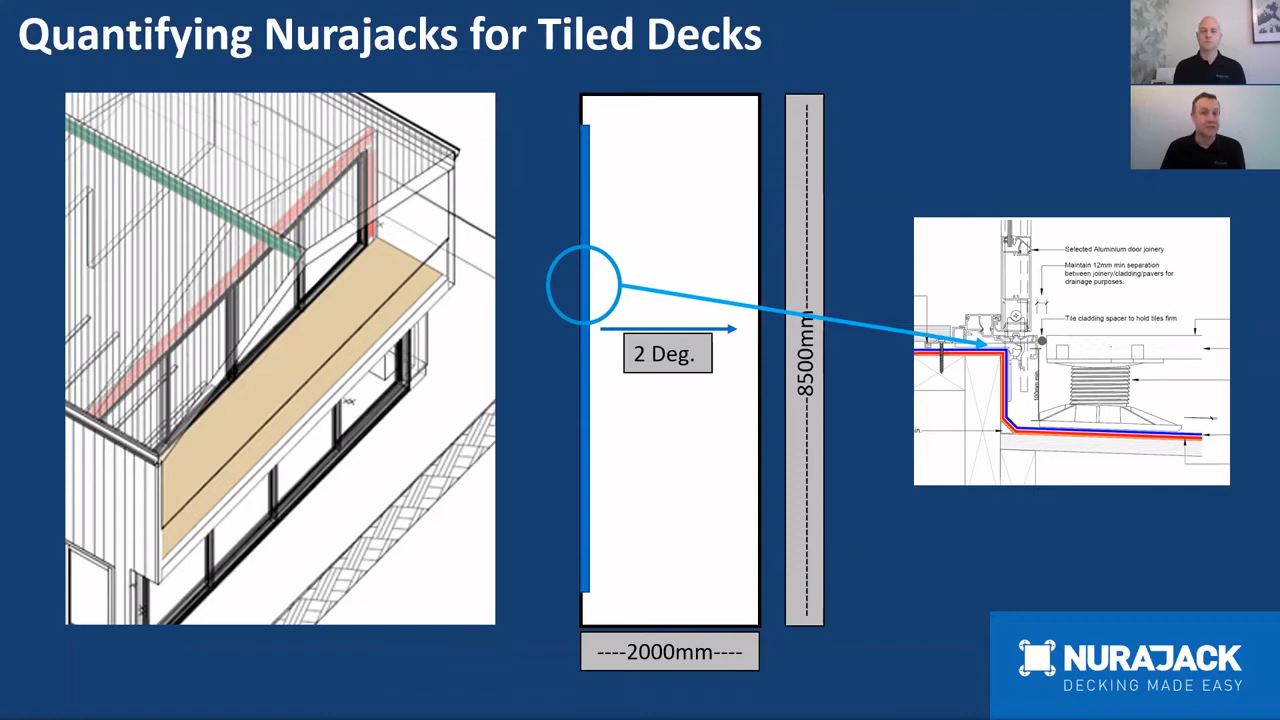 Quantifying Nurajacks for Tiled Decks
2 Deg.
----2000mm----
8500mm
Selected Aluminium door joinery
Maintain 12mm min separation
between joinery/cladding/pavers for
drainage purposes.
Tile cladding spacer to hold tiles firm
NURAJACK
DECKING MADE EASY